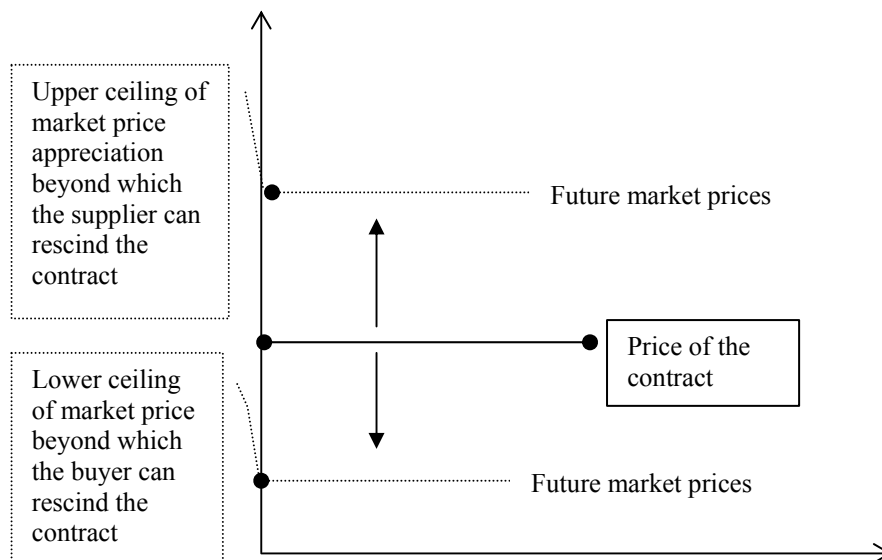 Upper ceiling of
market price
appreciation
beyond which
the supplier can
rescind the
contract
Future market prices
Price of the
contract
Lower ceiling
of market price
beyond which
the buyer can
rescind the
contract
Future market prices